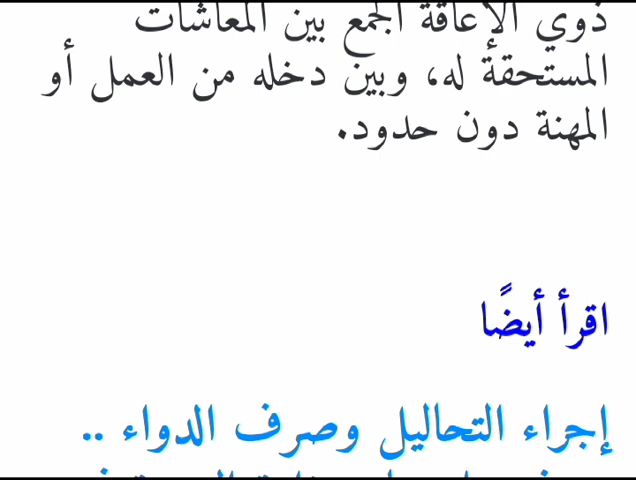 ذوي الإعاقة الجمع بين المعاشات
المستحقة له، وبين دخله من العمل أو
المهنة دون حدود.
اقرأ أيضًا
إجراء التحاليل وصرف الدواء ..